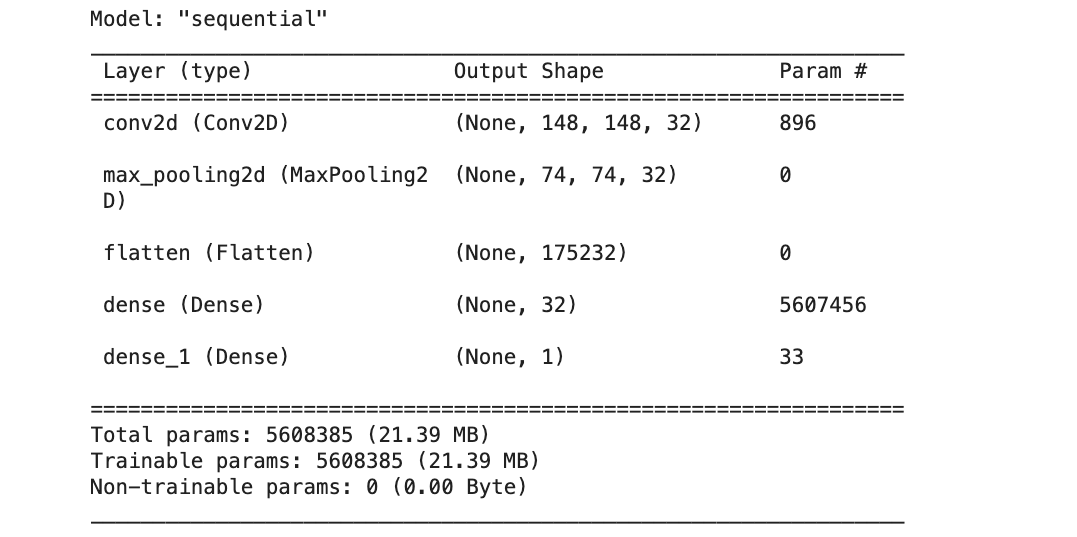 Model: "sequential"
Layer (type) Output Shape Param #
conv2d (Conv2D) (None, 148, 148, 32) 896
max_pooling2d (MaxPooling2 (None, 74, 74, 32) 0
D)
flatten (Flatten) (None, 175232) 0
dense (Dense) (None, 32) 5607456
dense_1 (Dense) (None, 1) 33
Total params: 5608385 (21.39 MB)
Trainable params: 5608385 (21.39 MB)
Non-trainable params: 0 (0.00 Byte)